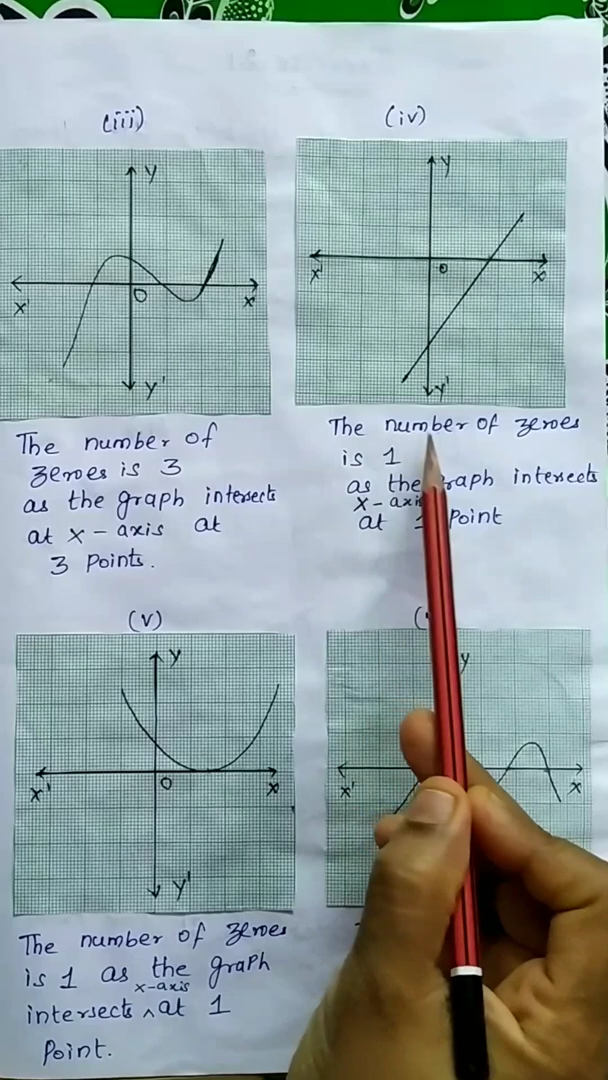 (iii)
Y
O
X'
X
Y'
The number of
zeroes is 3
as the graph intersects
at x - axis at
3 points.
(iv)
Y
X'
O
X
Y'
The number of zeroes
is 1
as the graph intersects
x - axis
at 1 Point
(v)
Y
X'
O
X
Y'
The number of zeroes
is 1 as the graph
x-axis
intersects ^ at 1
Point.
Y
X'
X